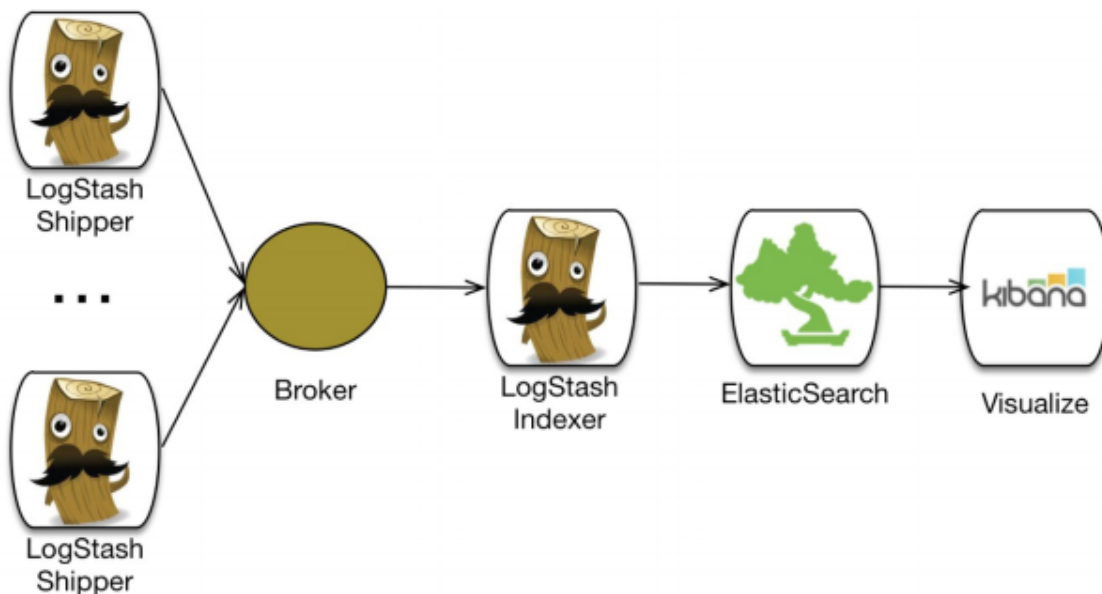 LogStash
Shipper
...
LogStash
Shipper
Broker
LogStash
Indexer
ElasticSearch
kibana
Visualize